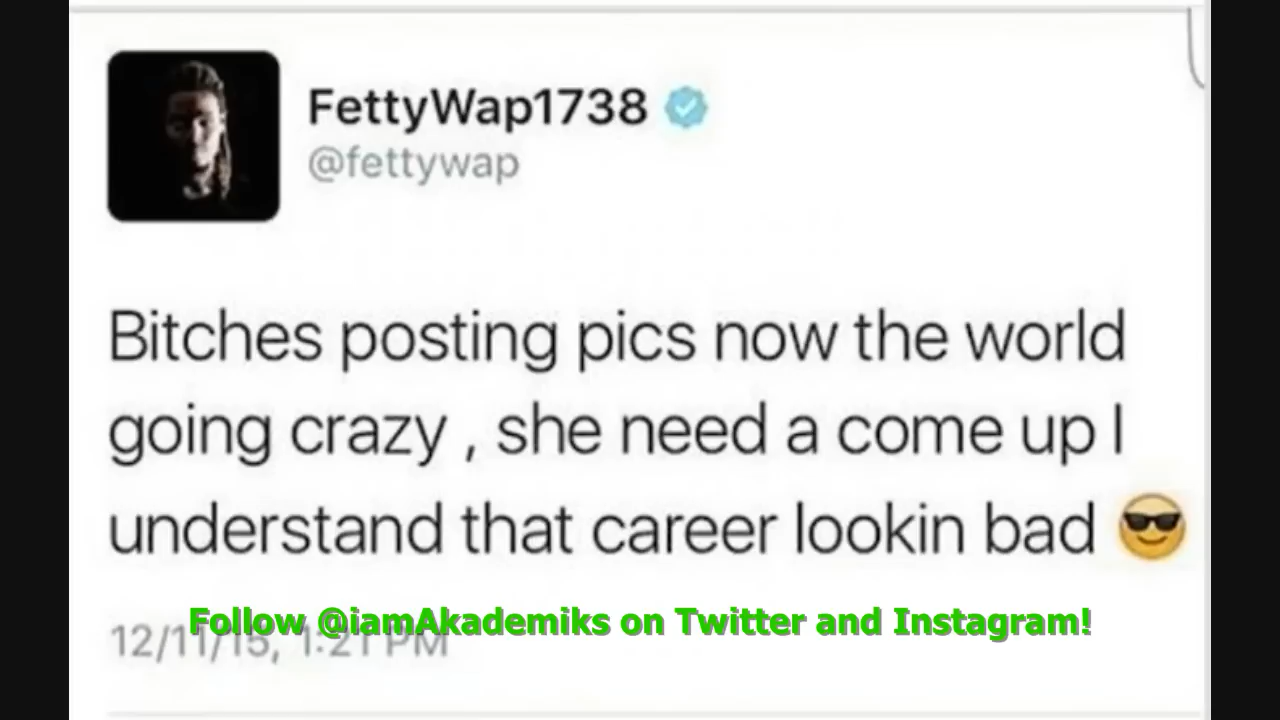 FettyWap1738
@fettywap
Bitches posting pics now the world
going crazy , she need a come up I
understand that career lookin bad 😎
Follow @iamAkademiks on Twitter and Instagram!
12/11/15, 1:21 PM